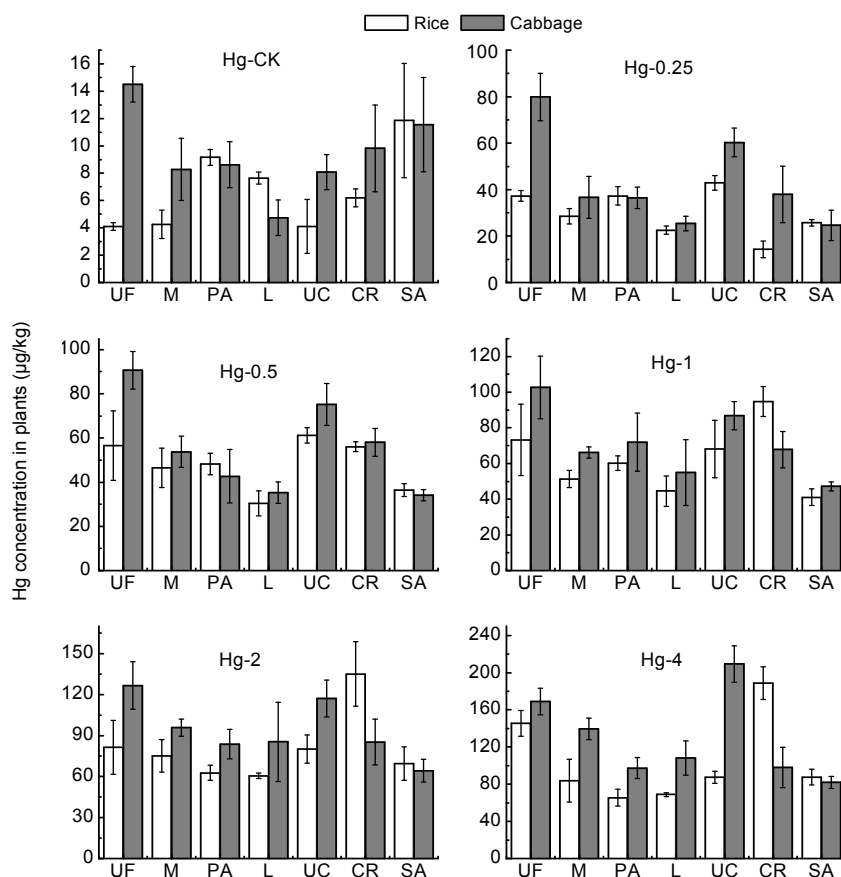 Rice Cabbage
Hg concentration in plants (µg/kg)
Hg-CK
16
14
12
10
8
6
4
2
0
UF M PA L UC CR SA
Hg-0.25
100
80
60
40
20
0
UF M PA L UC CR SA
Hg-0.5
100
80
60
40
20
0
UF M PA L UC CR SA
Hg-1
120
100
80
60
40
20
0
UF M PA L UC CR SA
Hg-2
150
120
90
60
30
0
UF M PA L UC CR SA
Hg-4
240
200
160
120
80
40
0
UF M PA L UC CR SA